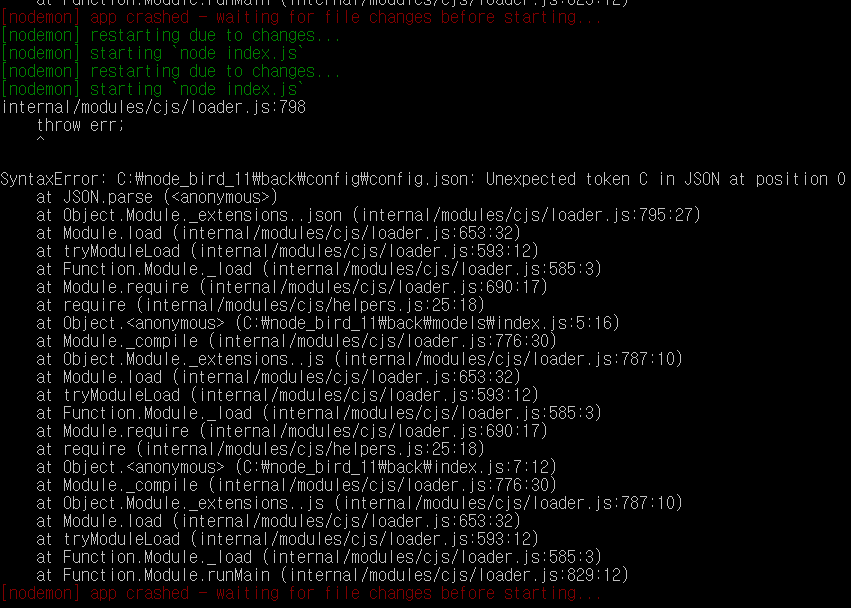 at Function.Module.runMain (internal/modules/cjs/loader.js:829:12)
[nodemon] app crashed - waiting for file changes before starting...
[nodemon] restarting due to changes...
[nodemon] starting `node index.js`
[nodemon] restarting due to changes...
[nodemon] starting `node index.js`
internal/modules/cjs/loader.js:798
    throw err;
    ^
SyntaxError: C:₩node_bird_11₩back₩config₩config.json: Unexpected token C in JSON at position 0
    at JSON.parse (<anonymous>)
    at Object.Module._extensions..json (internal/modules/cjs/loader.js:795:27)
    at Module.load (internal/modules/cjs/loader.js:653:32)
    at tryModuleLoad (internal/modules/cjs/loader.js:593:12)
    at Function.Module._load (internal/modules/cjs/loader.js:585:3)
    at Module.require (internal/modules/cjs/loader.js:690:17)
    at require (internal/modules/cjs/helpers.js:25:18)
    at Object.<anonymous> (C:₩node_bird_11₩back₩models₩index.js:5:16)
    at Module._compile (internal/modules/cjs/loader.js:776:30)
    at Object.Module._extensions..js (internal/modules/cjs/loader.js:787:10)
    at Module.load (internal/modules/cjs/loader.js:653:32)
    at tryModuleLoad (internal/modules/cjs/loader.js:593:12)
    at Function.Module._load (internal/modules/cjs/loader.js:585:3)
    at Module.require (internal/modules/cjs/loader.js:690:17)
    at require (internal/modules/cjs/helpers.js:25:18)
    at Object.<anonymous> (C:₩node_bird_11₩back₩index.js:7:12)
    at Module._compile (internal/modules/cjs/loader.js:776:30)
    at Object.Module._extensions..js (internal/modules/cjs/loader.js:787:10)
    at Module.load (internal/modules/cjs/loader.js:653:32)
    at tryModuleLoad (internal/modules/cjs/loader.js:593:12)
    at Function.Module._load (internal/modules/cjs/loader.js:585:3)
    at Function.Module.runMain (internal/modules/cjs/loader.js:829:12)
[nodemon] app crashed - waiting for file changes before starting...